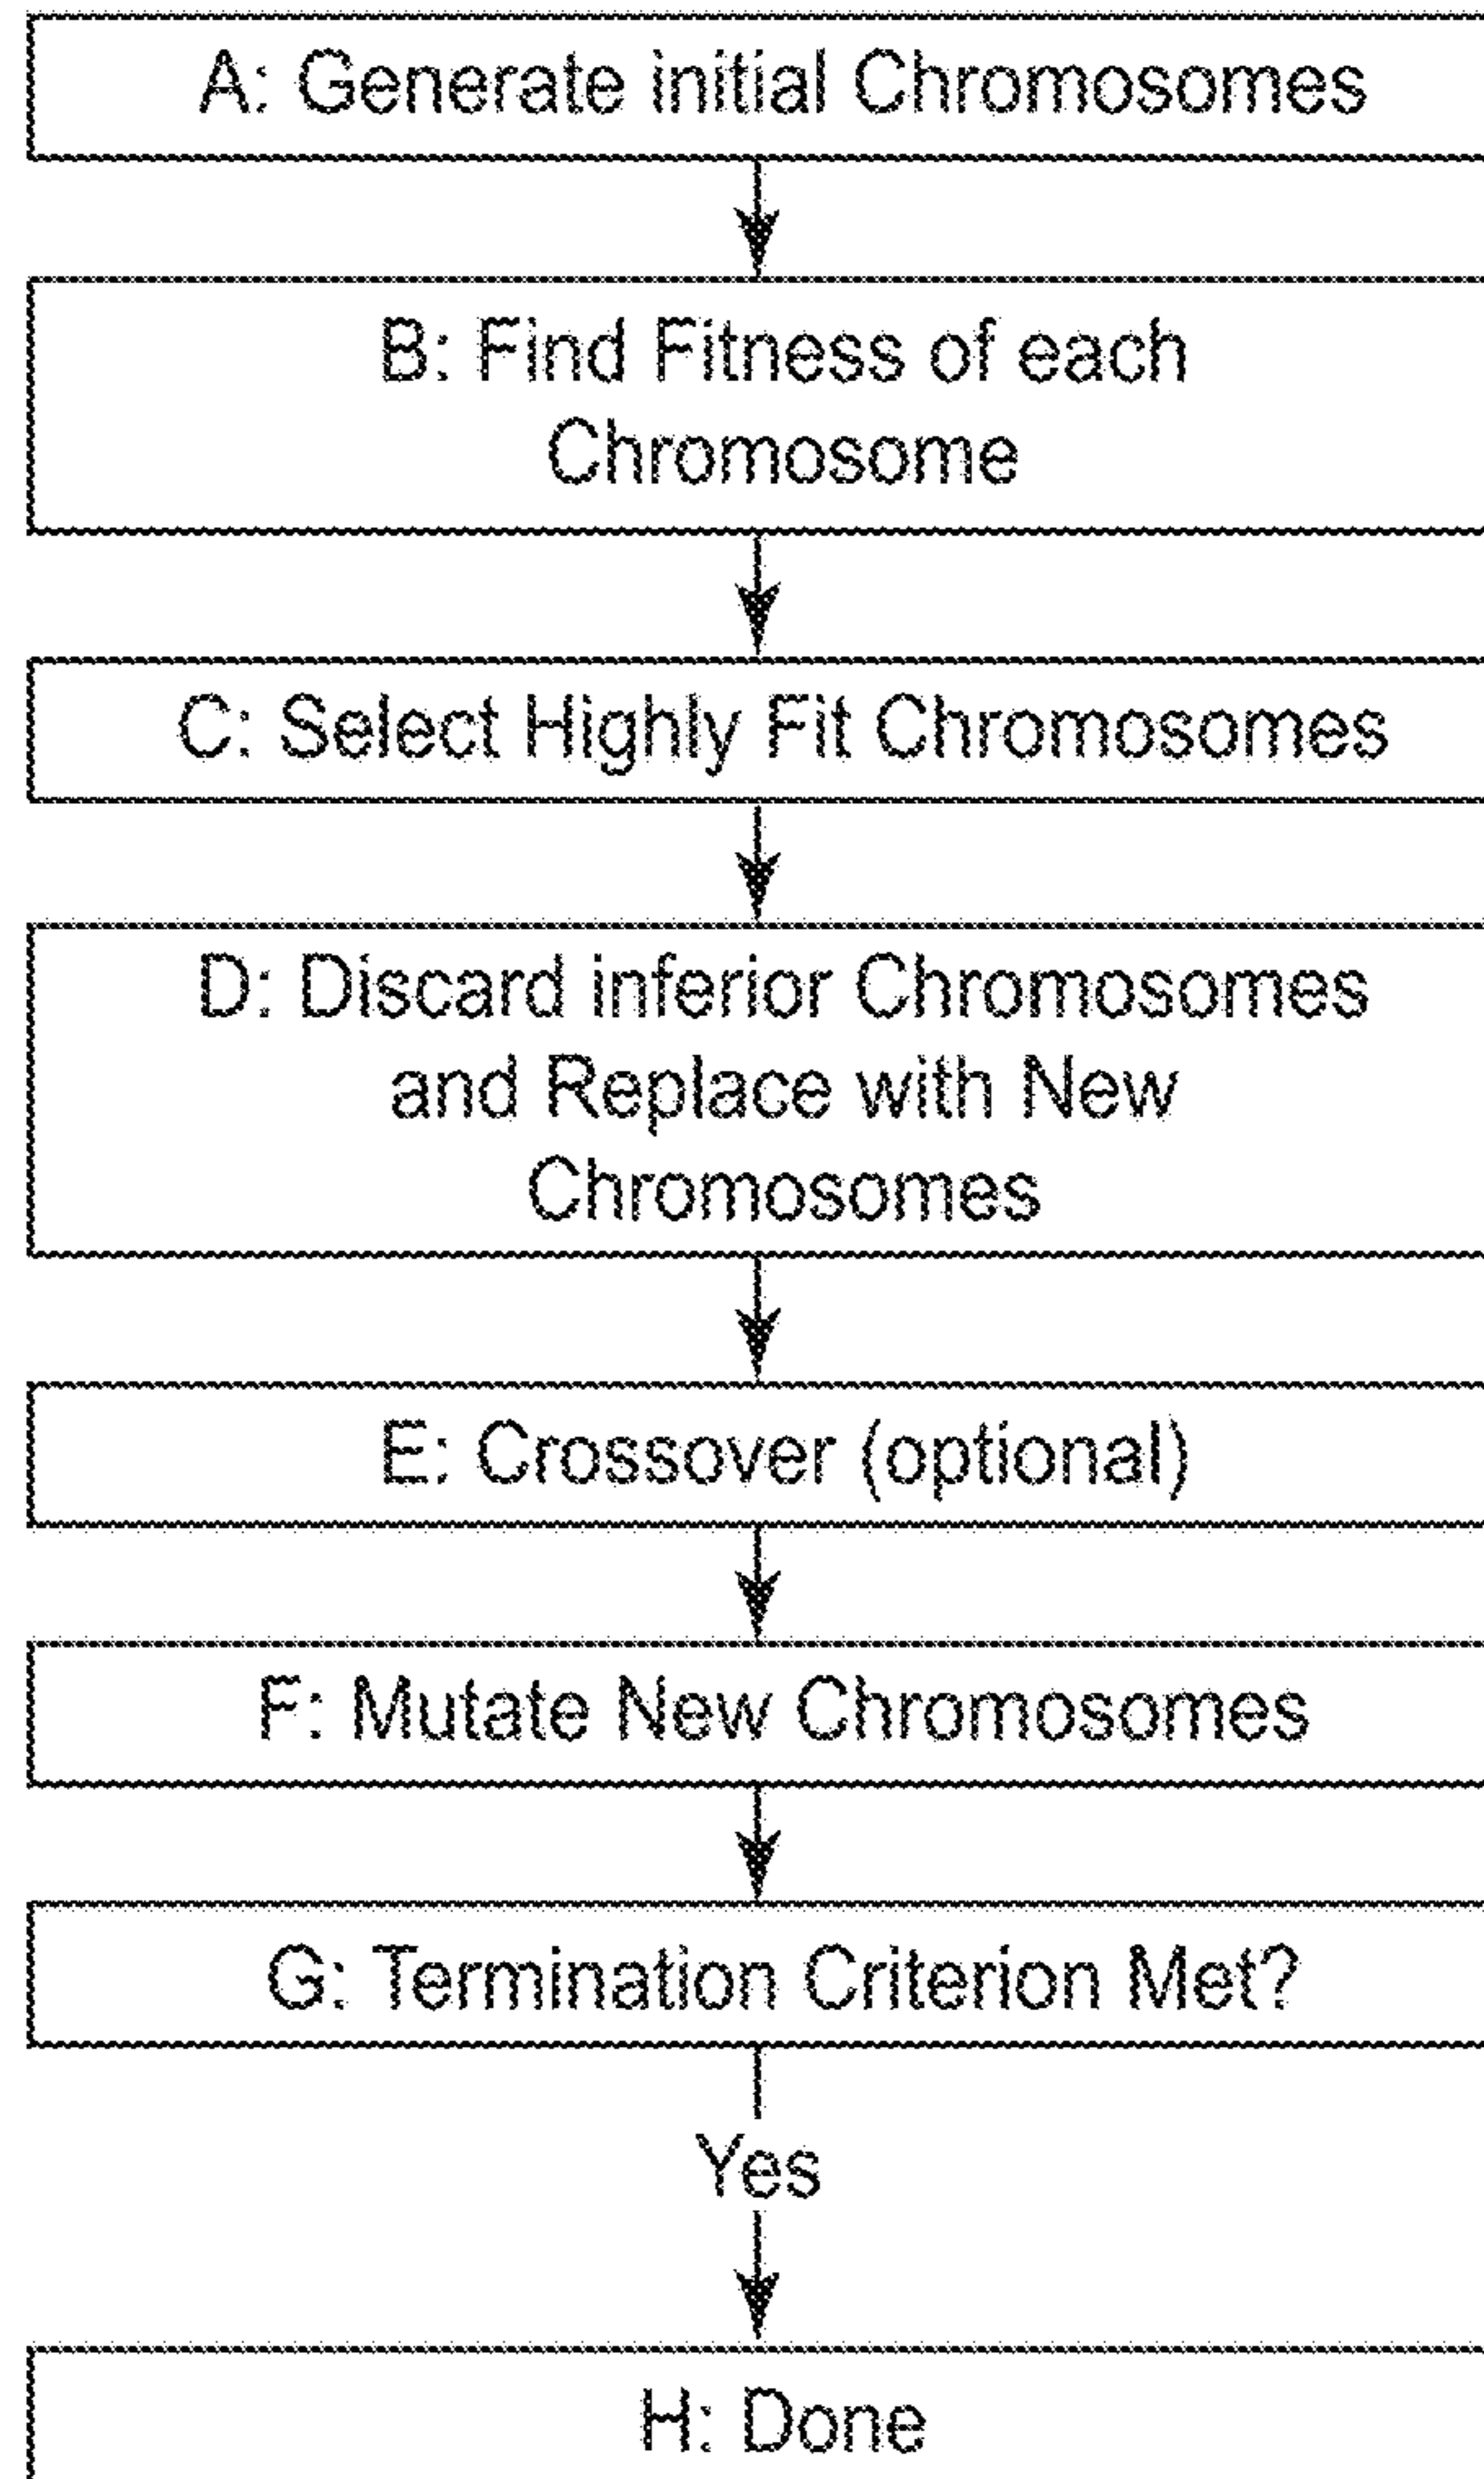 A: Generate initial Chromosomes
B: Find Fitness of each
Chromosome
C: Select Highly Fit Chromosomes
D: Discard inferior Chromosomes
and Replace with New
Chromosomes
E: Crossover (optional)
F: Mutate New Chromosomes
G: Termination Criterion Met?
Yes
H: Done